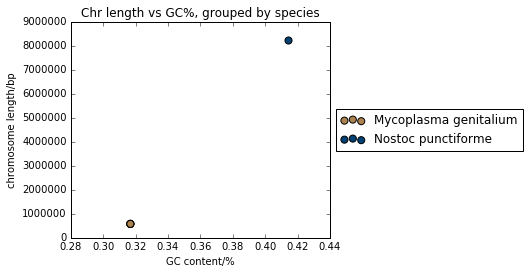 Chr length vs GC%, grouped by species
9000000
8000000
7000000
6000000
5000000
4000000
3000000
2000000
1000000
0
chromosome length/bp
0.28 0.30 0.32 0.34 0.36 0.38 0.40 0.42 0.44
GC content/%
Mycoplasma genitalium
Nostoc punctiforme